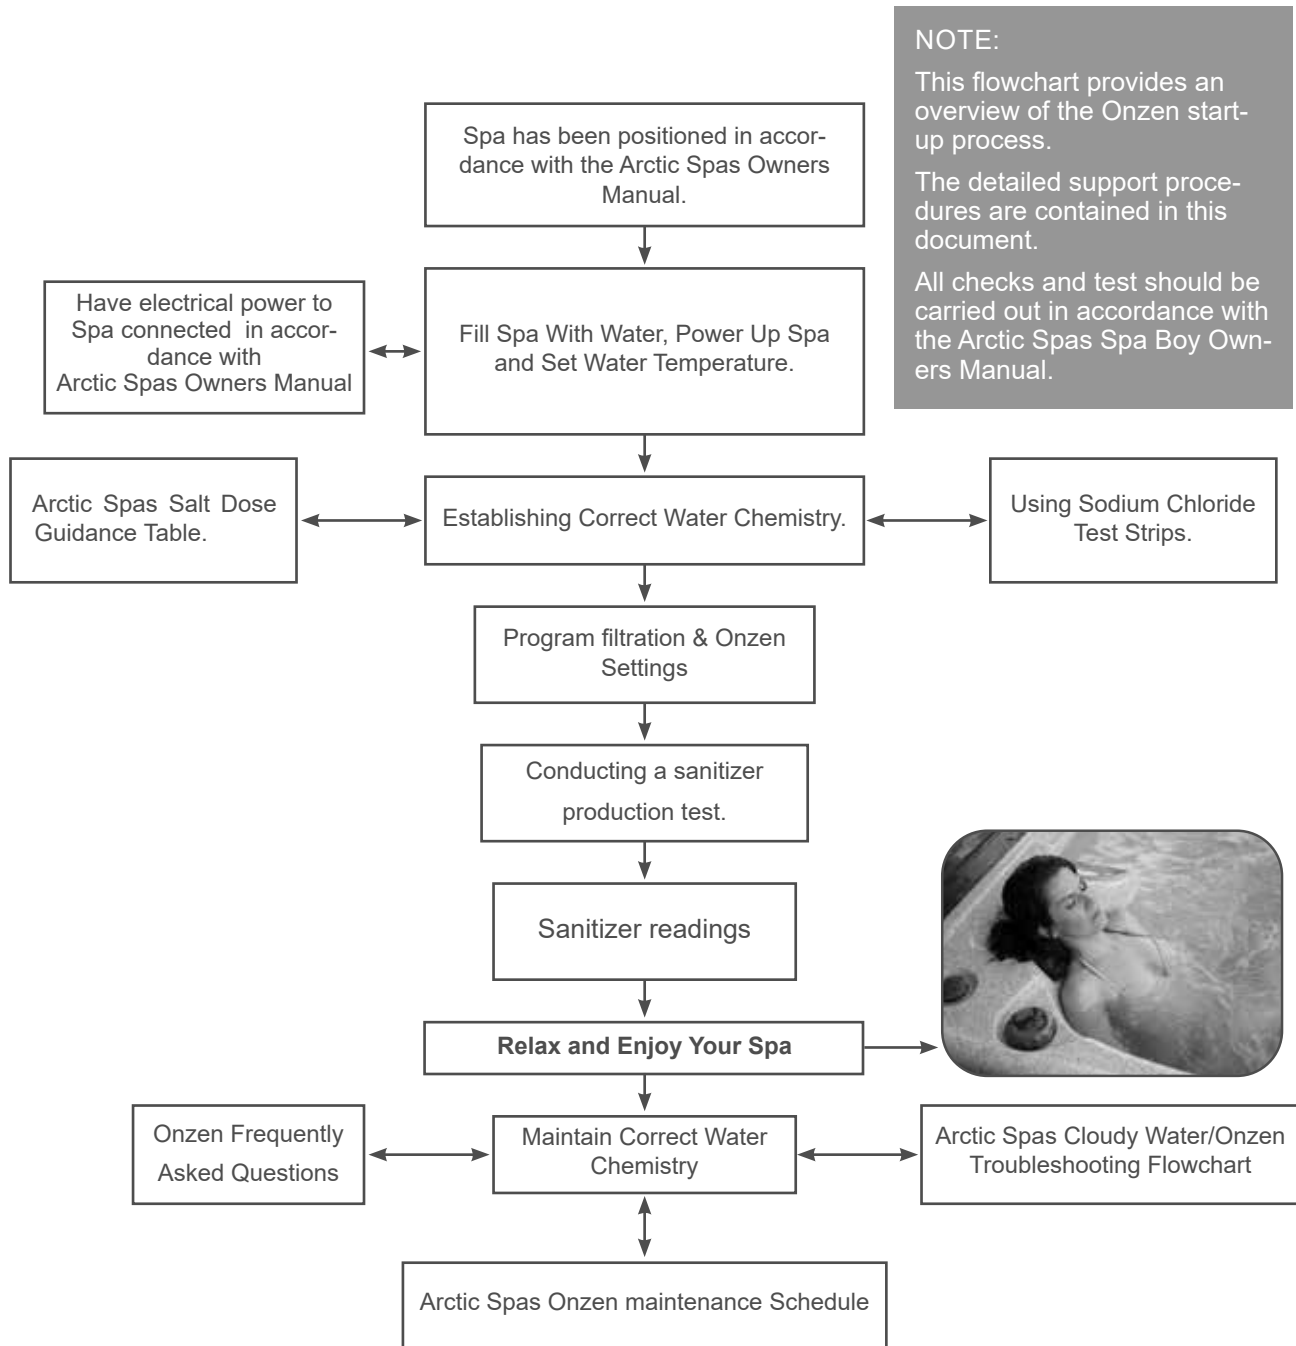 NOTE:
This flowchart provides an
overview of the Onzen start-
up process.
The detailed support proce-
dures are contained in this
document.
All checks and test should be
carried out in accordance with
the Arctic Spas Spa Boy Own-
ers Manual.
Spa has been positioned in accor-
dance with the Arctic Spas Owners
Manual.
Have electrical power to
Spa connected in accor-
dance with
Arctic Spas Owners Manual
Fill Spa With Water, Power Up Spa
and Set Water Temperature.
Arctic Spas Salt Dose
Guidance Table.
Establishing Correct Water Chemistry.
Using Sodium Chloride
Test Strips.
Program filtration & Onzen
Settings
Conducting a sanitizer
production test.
Sanitizer readings
Relax and Enjoy Your Spa
Onzen Frequently
Asked Questions
Maintain Correct Water
Chemistry
Arctic Spas Cloudy Water/Onzen
Troubleshooting Flowchart
Arctic Spas Onzen maintenance Schedule